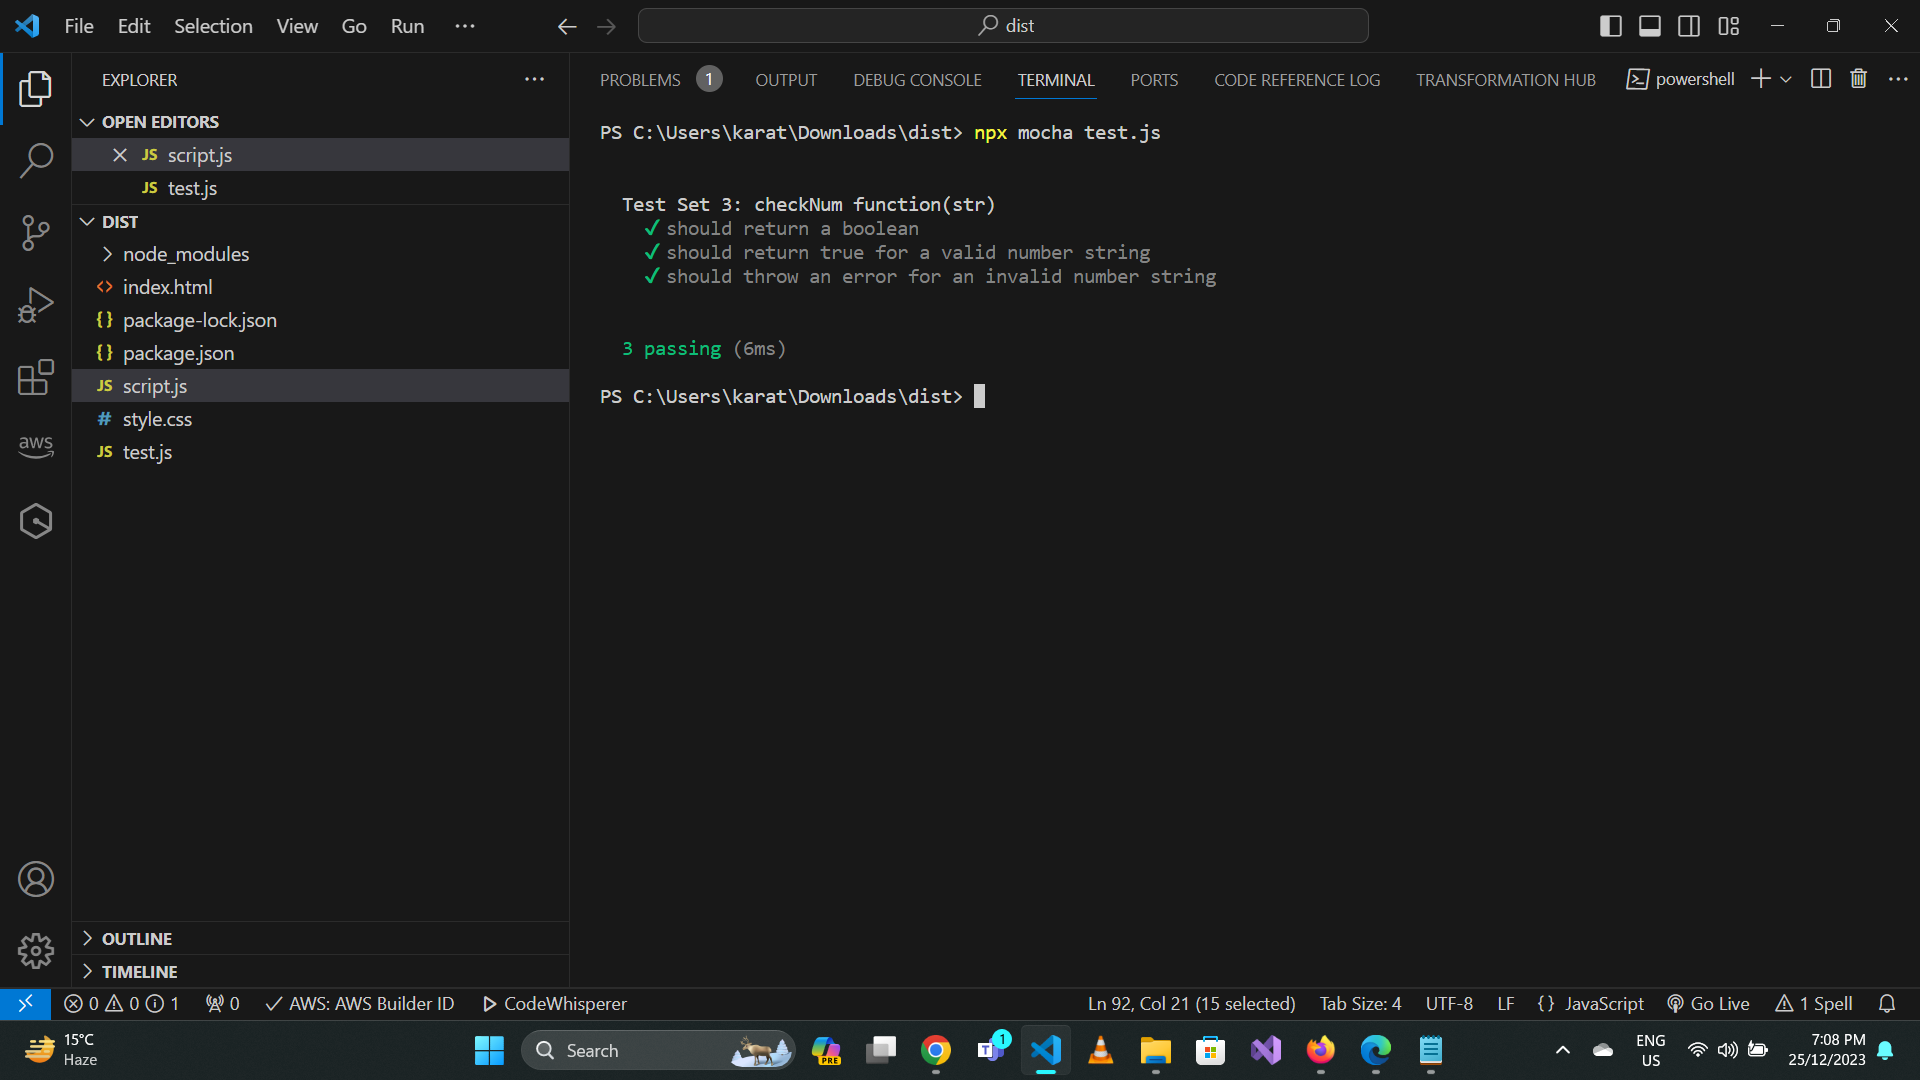 File Edit Selection View Go Run ···
dist
EXPLORER
OPEN EDITORS
JS script.js
JS test.js
DIST
node_modules
<> index.html
{} package-lock.json
{} package.json
JS script.js
# style.css
JS test.js
aws
OUTLINE
TIMELINE
PROBLEMS 1 OUTPUT DEBUG CONSOLE TERMINAL PORTS CODE REFERENCE LOG TRANSFORMATION HUB powershell
PS C:\Users\karat\Downloads\dist> npx mocha test.js
Test Set 3: checkNum function(str)
✓ should return a boolean
✓ should return true for a valid number string
✓ should throw an error for an invalid number string
3 passing (6ms)
PS C:\Users\karat\Downloads\dist>
0 0 1 0 AWS: AWS Builder ID CodeWhisperer Ln 92, Col 21 (15 selected) Tab Size: 4 UTF-8 LF {} JavaScript Go Live 1 Spell
15°C
Haze
Search
PRE
T
1
ENG
US
7:08 PM
25/12/2023